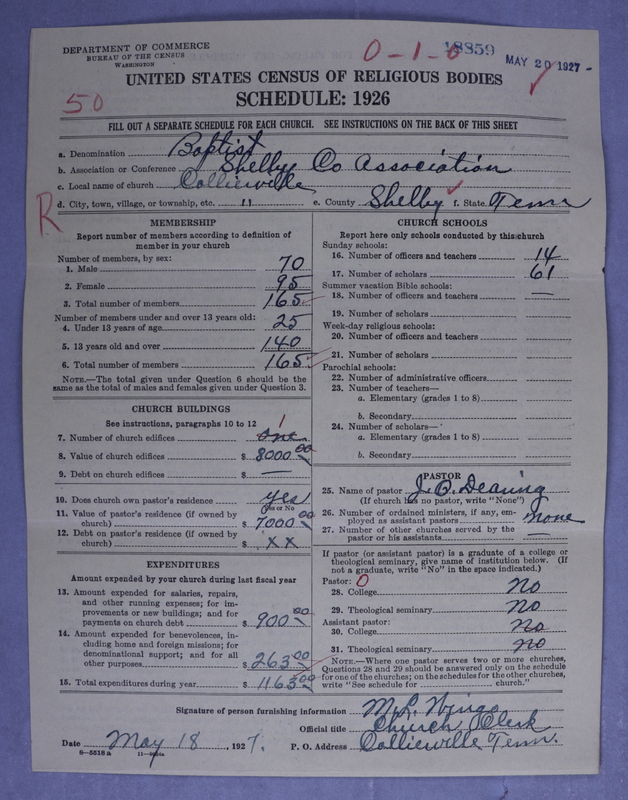 DEPARTMENT OF COMMERCE
BUREAU OF THE CENSUS
WASHINGTON
0-1-0
18859
MAY 20 1927
50
UNITED STATES CENSUS OF RELIGIOUS BODIES
SCHEDULE: 1926
FILL OUT A SEPARATE SCHEDULE FOR EACH CHURCH. SEE INSTRUCTIONS ON THE BACK OF THIS SHEET
a. Denomination Baptist
b. Association or Conference Shelby Co Association
c. Local name of church Collierville
d. City, town, village, or township, etc. " e. County Shelby f. State Tenn
R
MEMBERSHIP
Report number of members according to definition of
member in your church
Number of members, by sex:
1. Male 70
2. Female 95
3. Total number of members 165
Number of members under and over 13 years old:
4. Under 13 years of age 25
5. 13 years old and over 140
6. Total number of members 165
NOTE.—The total given under Question 6 should be the
same as the total of males and females given under Question 3.
CHURCH BUILDINGS
See instructions, paragraphs 10 to 12
7. Number of church edifices one 1
8. Value of church edifices $ 8000.00
9. Debt on church edifices $ —
10. Does church own pastor's residence yes
Yes or No
11. Value of pastor's residence (if owned by
church) $ 7000.00
12. Debt on pastor's residence (if owned by
church) $ x x
EXPENDITURES
Amount expended by your church during last fiscal year
13. Amount expended for salaries, repairs,
and other running expenses; for im-
provements or new buildings; and for
payments on church debt $ 900.00
14. Amount expended for benevolences, in-
cluding home and foreign missions; for
denominational support; and for all
other purposes $ 263.00
15. Total expenditures during year $ 1163.00
CHURCH SCHOOLS
Report here only schools conducted by this church
Sunday schools:
16. Number of officers and teachers 14
17. Number of scholars 61
Summer vacation Bible schools:
18. Number of officers and teachers —
19. Number of scholars
Week-day religious schools:
20. Number of officers and teachers
21. Number of scholars
Parochial schools:
22. Number of administrative officers
23. Number of teachers—
a. Elementary (grades 1 to 8)
b. Secondary
24. Number of scholars—
a. Elementary (grades 1 to 8)
b. Secondary
PASTOR
25. Name of pastor J. O. Dearing
(If church has no pastor, write "None")
26. Number of ordained ministers, if any, em-
ployed as assistant pastors none
27. Number of other churches served by the
pastor or his assistants —
If pastor (or assistant pastor) is a graduate of a college or
theological seminary, give name of institution below. (If
not a graduate, write "No" in the space indicated.)
Pastor: 0
28. College No
29. Theological seminary No
Assistant pastor:
30. College No
31. Theological seminary no
NOTE.—Where one pastor serves two or more churches,
Questions 28 and 29 should be answered only on the schedule
for one of the churches; on the schedules for the other churches,
write "See schedule for church."
Signature of person furnishing information M. L. Wingo
Official title Church Clerk
Date May 18, 1927. P. O. Address Collierville Tenn.
8—5518a